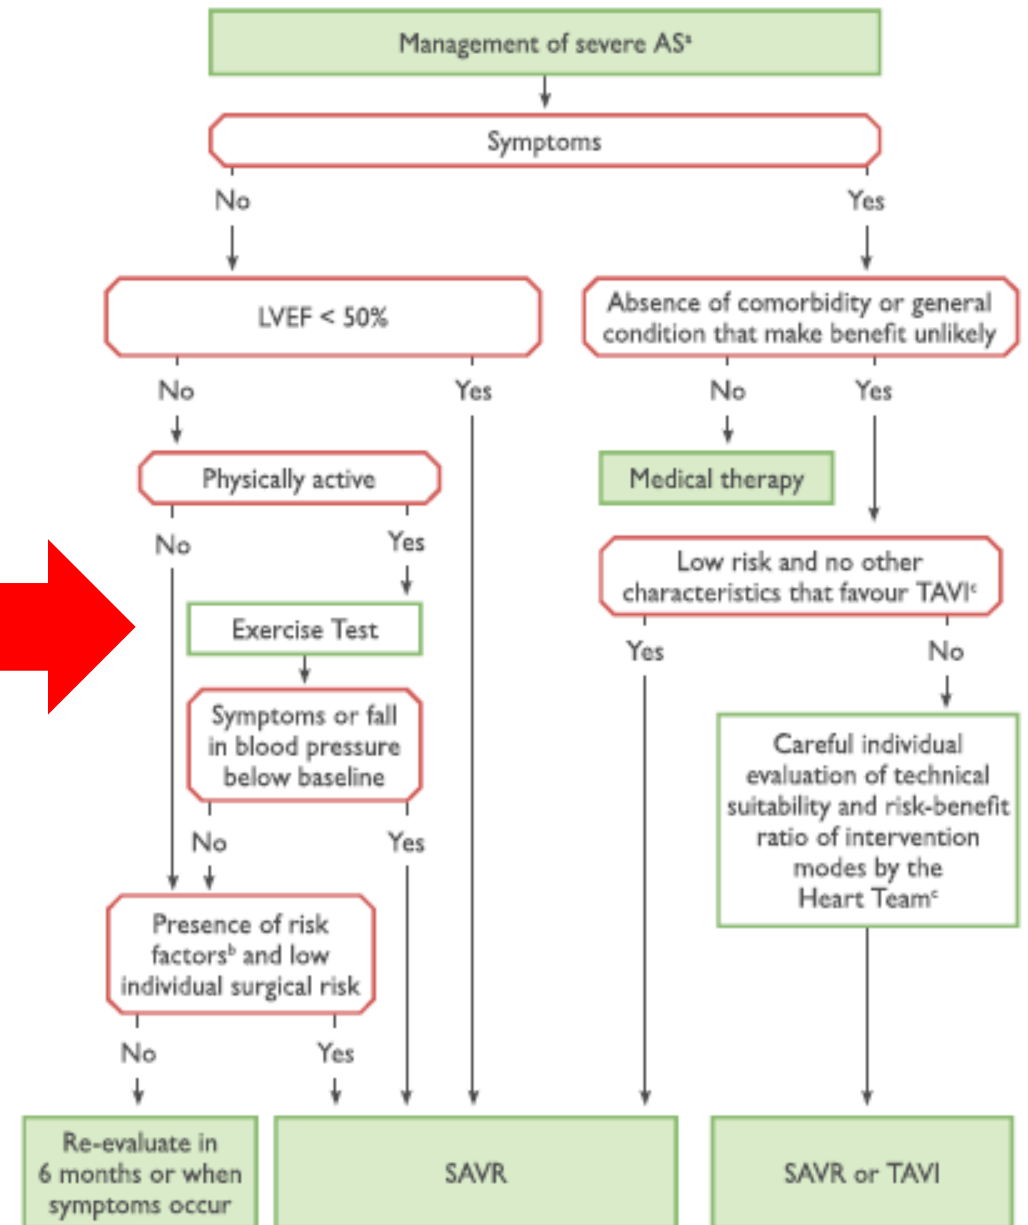 Management of severe ASᵃ
Symptoms
No
Yes
LVEF < 50%
Absence of comorbidity or general
condition that make benefit unlikely
No
Yes
No
Yes
Physically active
Medical therapy
No
Yes
Low risk and no other
characteristics that favour TAVIᶜ
Exercise Test
Yes
No
Symptoms or fall
in blood pressure
below baseline
Careful individual
evaluation of technical
suitability and risk-benefit
ratio of intervention
modes by the
Heart Teamᶜ
No
Yes
Presence of risk
factorsᵇ and low
individual surgical risk
No
Yes
Re-evaluate in
6 months or when
symptoms occur
SAVR
SAVR or TAVI